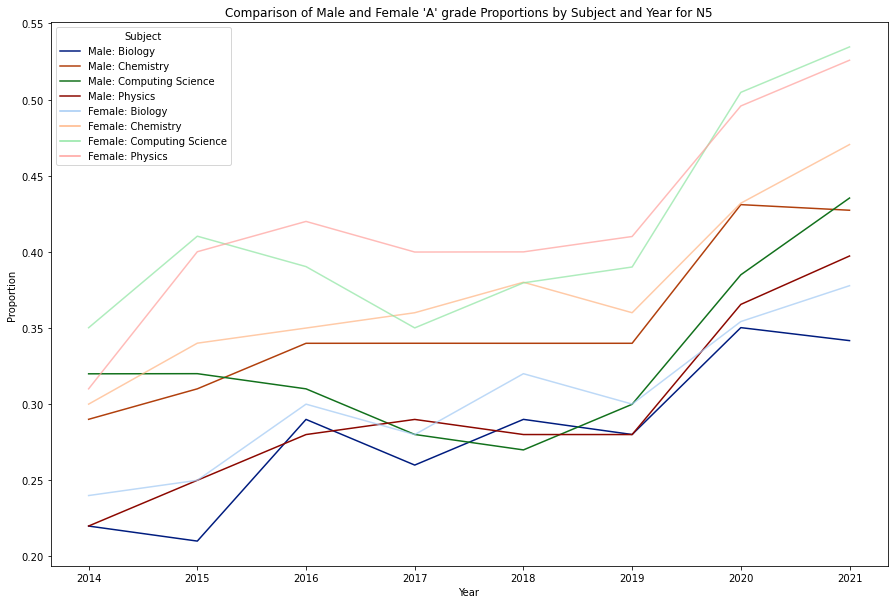 Comparison of Male and Female 'A' grade Proportions by Subject and Year for N5
Subject
Male: Biology
Male: Chemistry
Male: Computing Science
Male: Physics
Female: Biology
Female: Chemistry
Female: Computing Science
Female: Physics
Proportion
0.55
0.50
0.45
0.40
0.35
0.30
0.25
0.20
2014 2015 2016 2017 2018 2019 2020 2021
Year